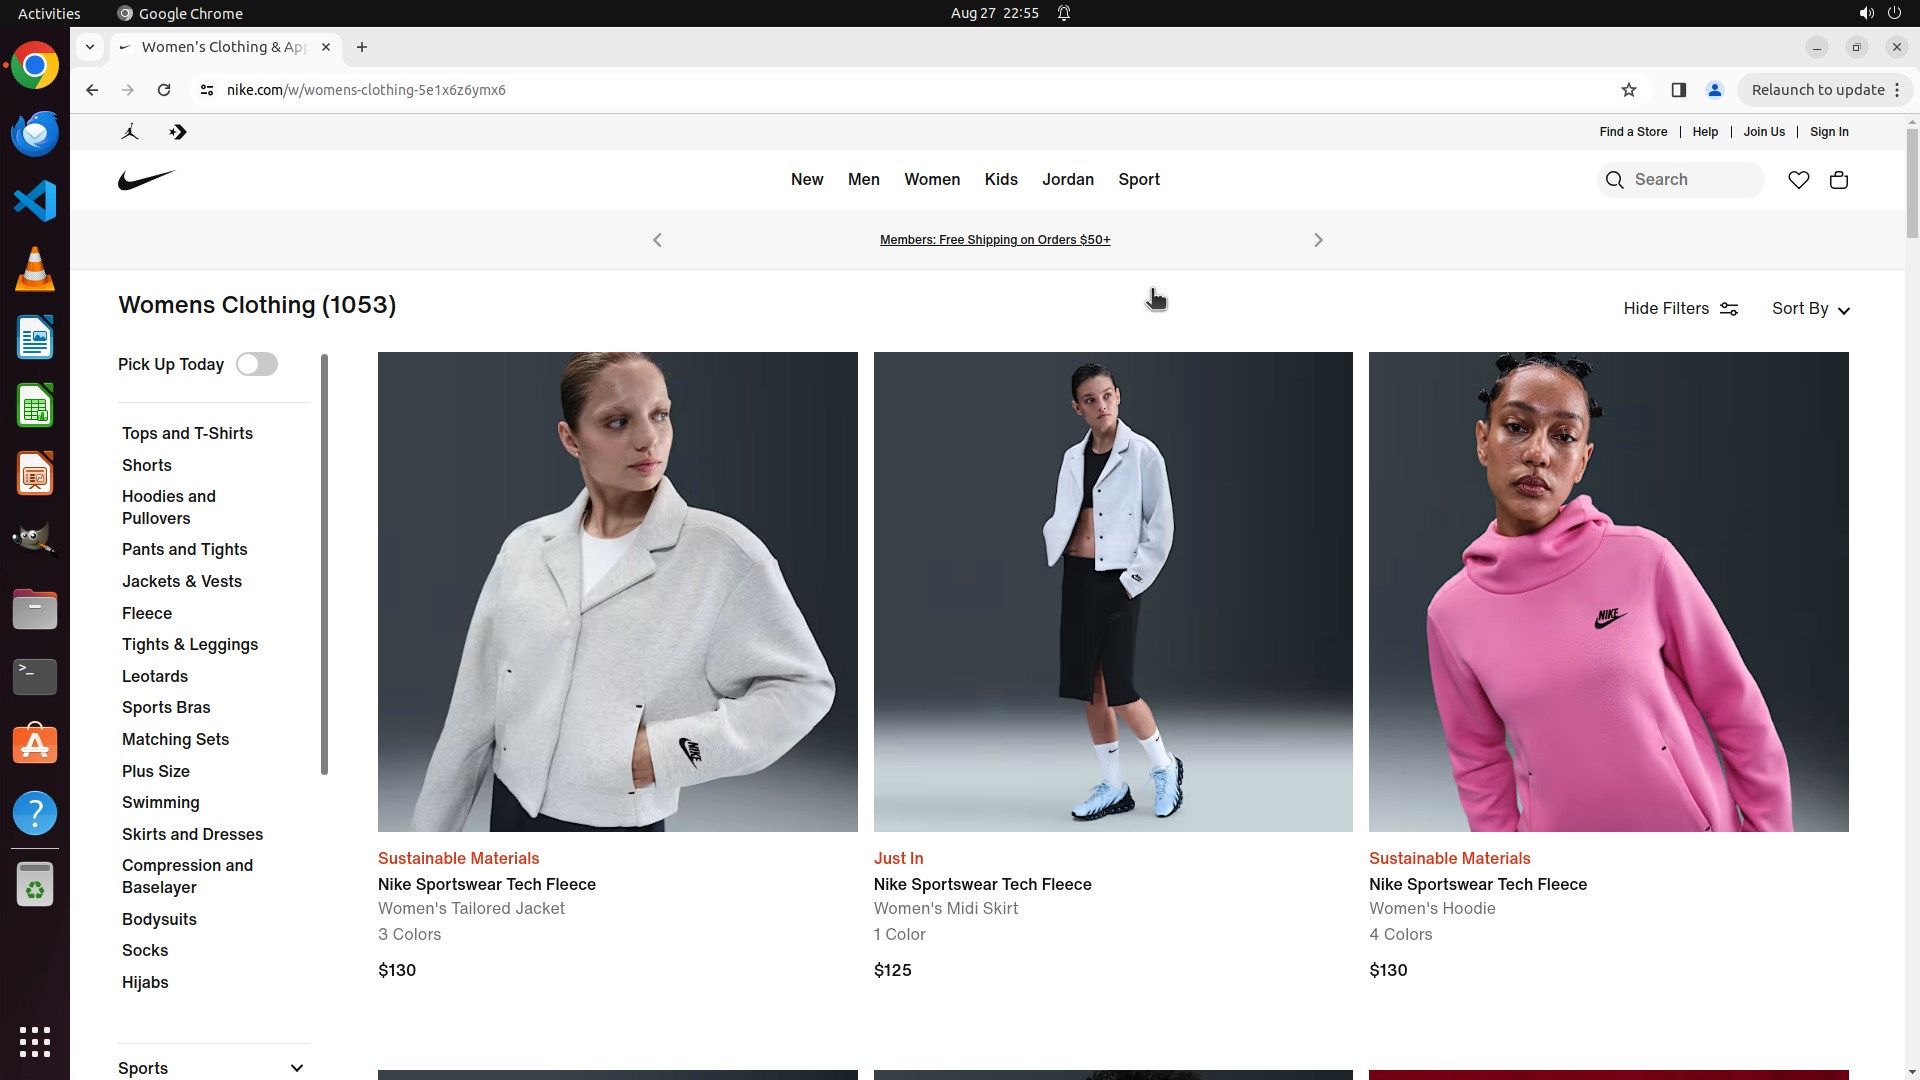 Activities
Google Chrome
Aug 27 22:55
Women's Clothing & App
nike.com/w/womens-clothing-5e1x6z6ymx6
Relaunch to update
Find a Store
Help
Join Us
Sign In
New
Men
Women
Kids
Jordan
Sport
Search
Members: Free Shipping on Orders $50+
Womens Clothing (1053)
Hide Filters
Sort By
Pick Up Today
Tops and T-Shirts
Shorts
Hoodies and
Pullovers
Pants and Tights
Jackets & Vests
Fleece
Tights & Leggings
Leotards
Sports Bras
Matching Sets
Plus Size
Swimming
Skirts and Dresses
Compression and
Baselayer
Bodysuits
Socks
Hijabs
Sports
NIKE
Sustainable Materials
Nike Sportswear Tech Fleece
Women's Tailored Jacket
3 Colors
$130
Just In
Nike Sportswear Tech Fleece
Women's Midi Skirt
1 Color
$125
NIKE
Sustainable Materials
Nike Sportswear Tech Fleece
Women's Hoodie
4 Colors
$130